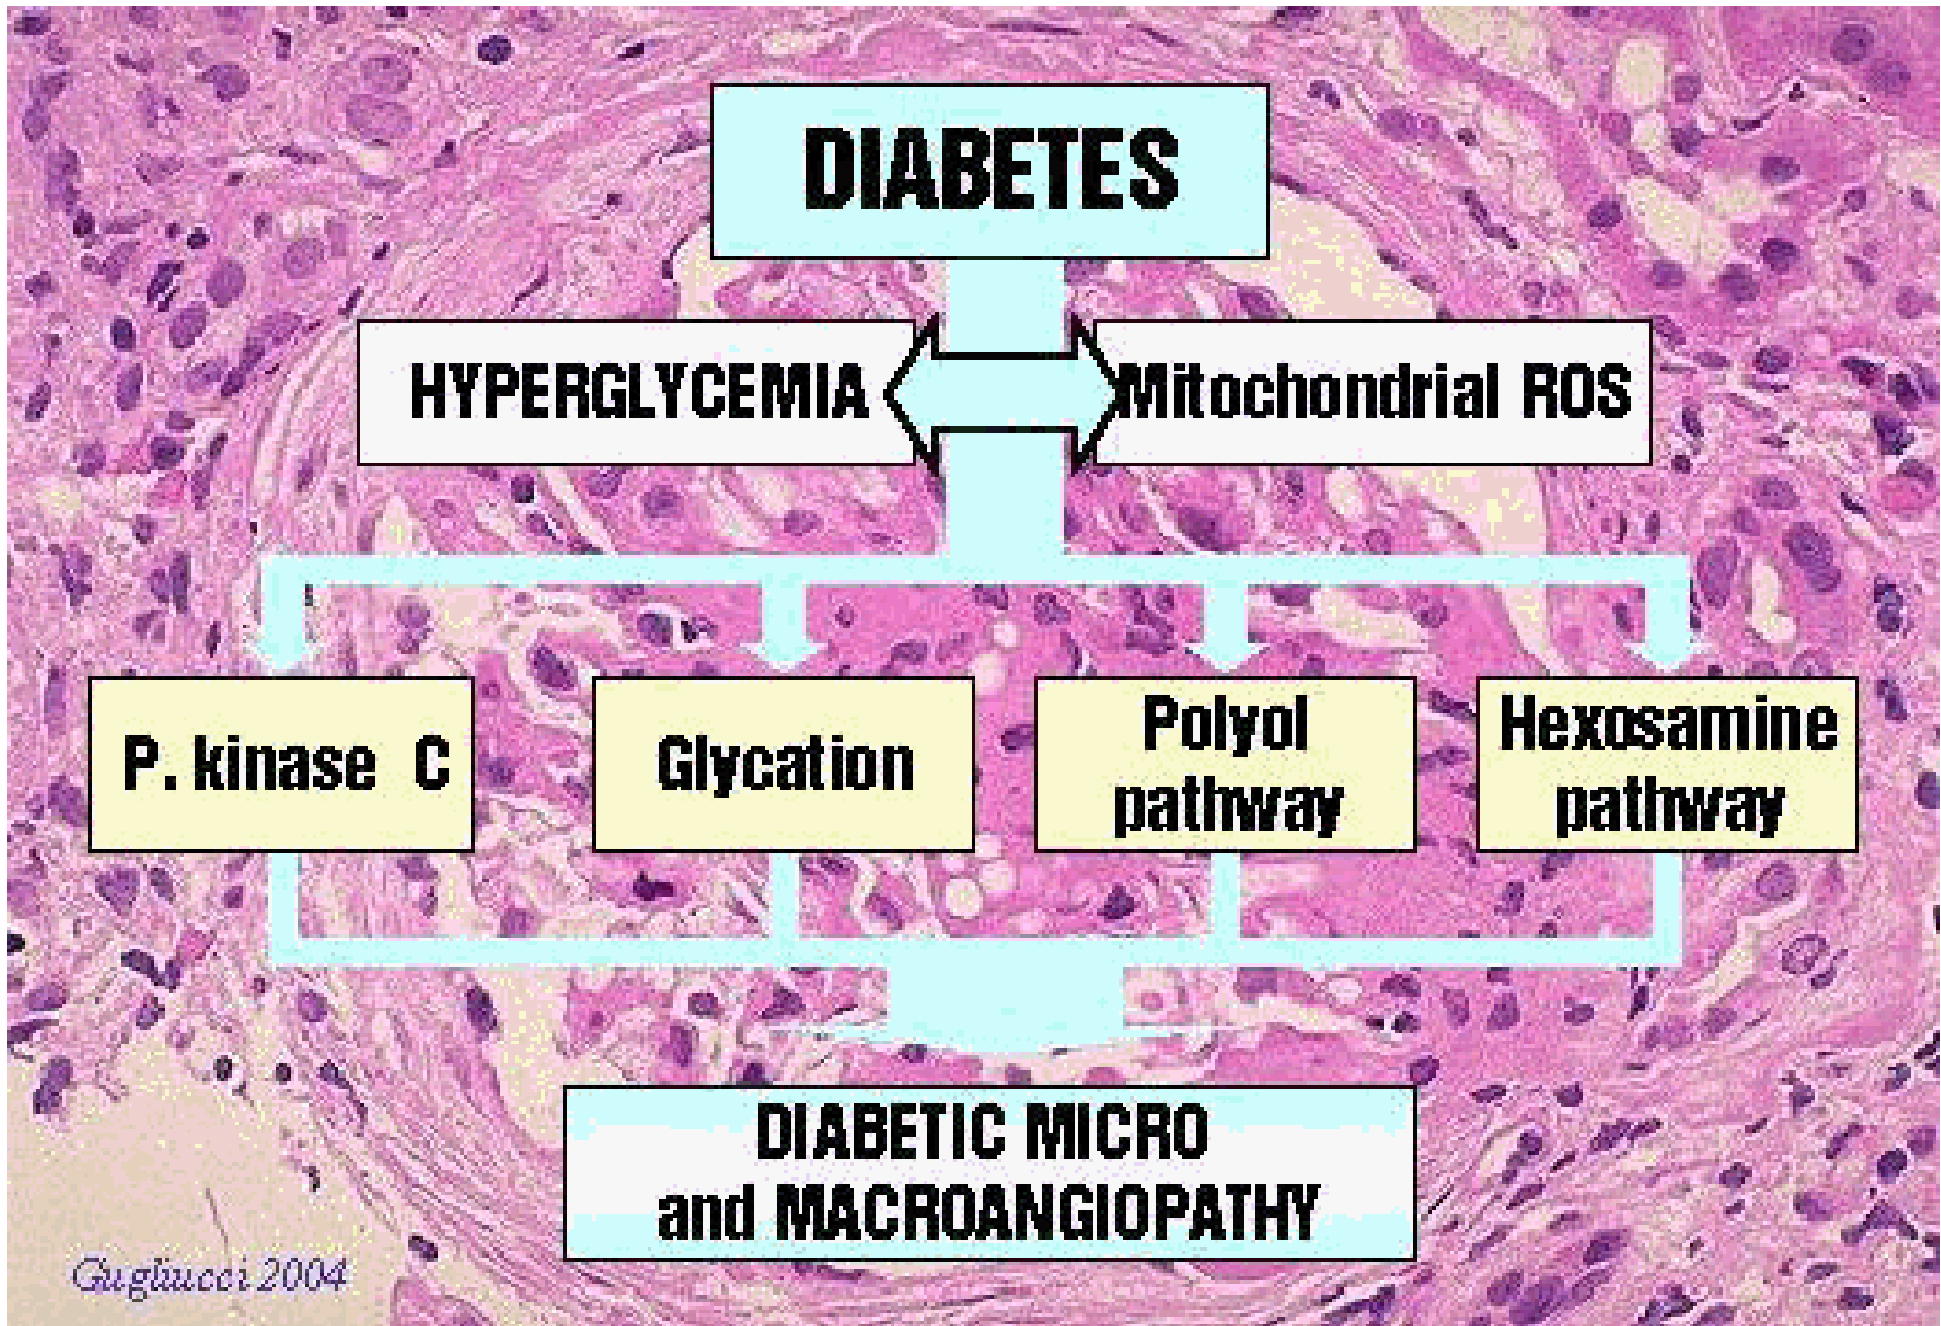 DIABETES
HYPERGLYCEMIA
Mitochondrial ROS
P. kinase C
Glycation
Polyol
pathway
Hexosamine
pathway
DIABETIC MICRO
and MACROANGIOPATHY
Gugliucci 2004